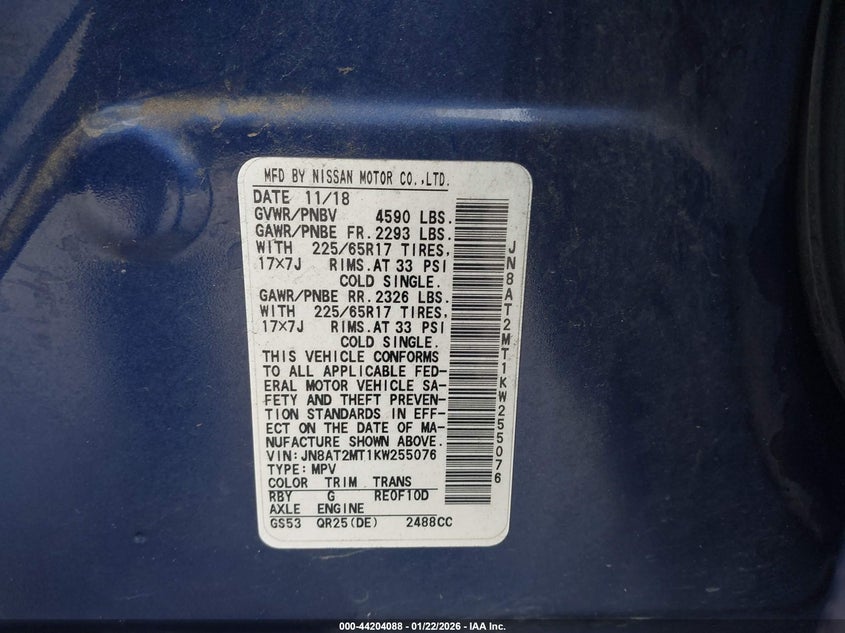 MFD BY NISSAN MOTOR CO.,LTD.
DATE 11/18
GVWR/PNBV 4590 LBS.
GAWR/PNBE FR.2293 LBS.
WITH 225/65R17 TIRES,
17×7J RIMS.AT 33 PSI
COLD SINGLE.
GAWR/PNBE RR.2326 LBS.
WITH 225/65R17 TIRES,
17×7J RIMS.AT 33 PSI
COLD SINGLE.
THIS VEHICLE CONFORMS
TO ALL APPLICABLE FED-
ERAL MOTOR VEHICLE SA-
FETY AND THEFT PREVEN-
TION STANDARDS IN EFF-
ECT ON THE DATE OF MA-
NUFACTURE SHOWN ABOVE.
VIN:JN8AT2MT1KW255076
TYPE:MPV
COLOR TRIM TRANS
RBY G RE0F10D
AXLE ENGINE
GS53 QR25(DE) 2488CC
JN8AT2MT1KW255076
000-44204088 - 01/22/2026 - IAA Inc.